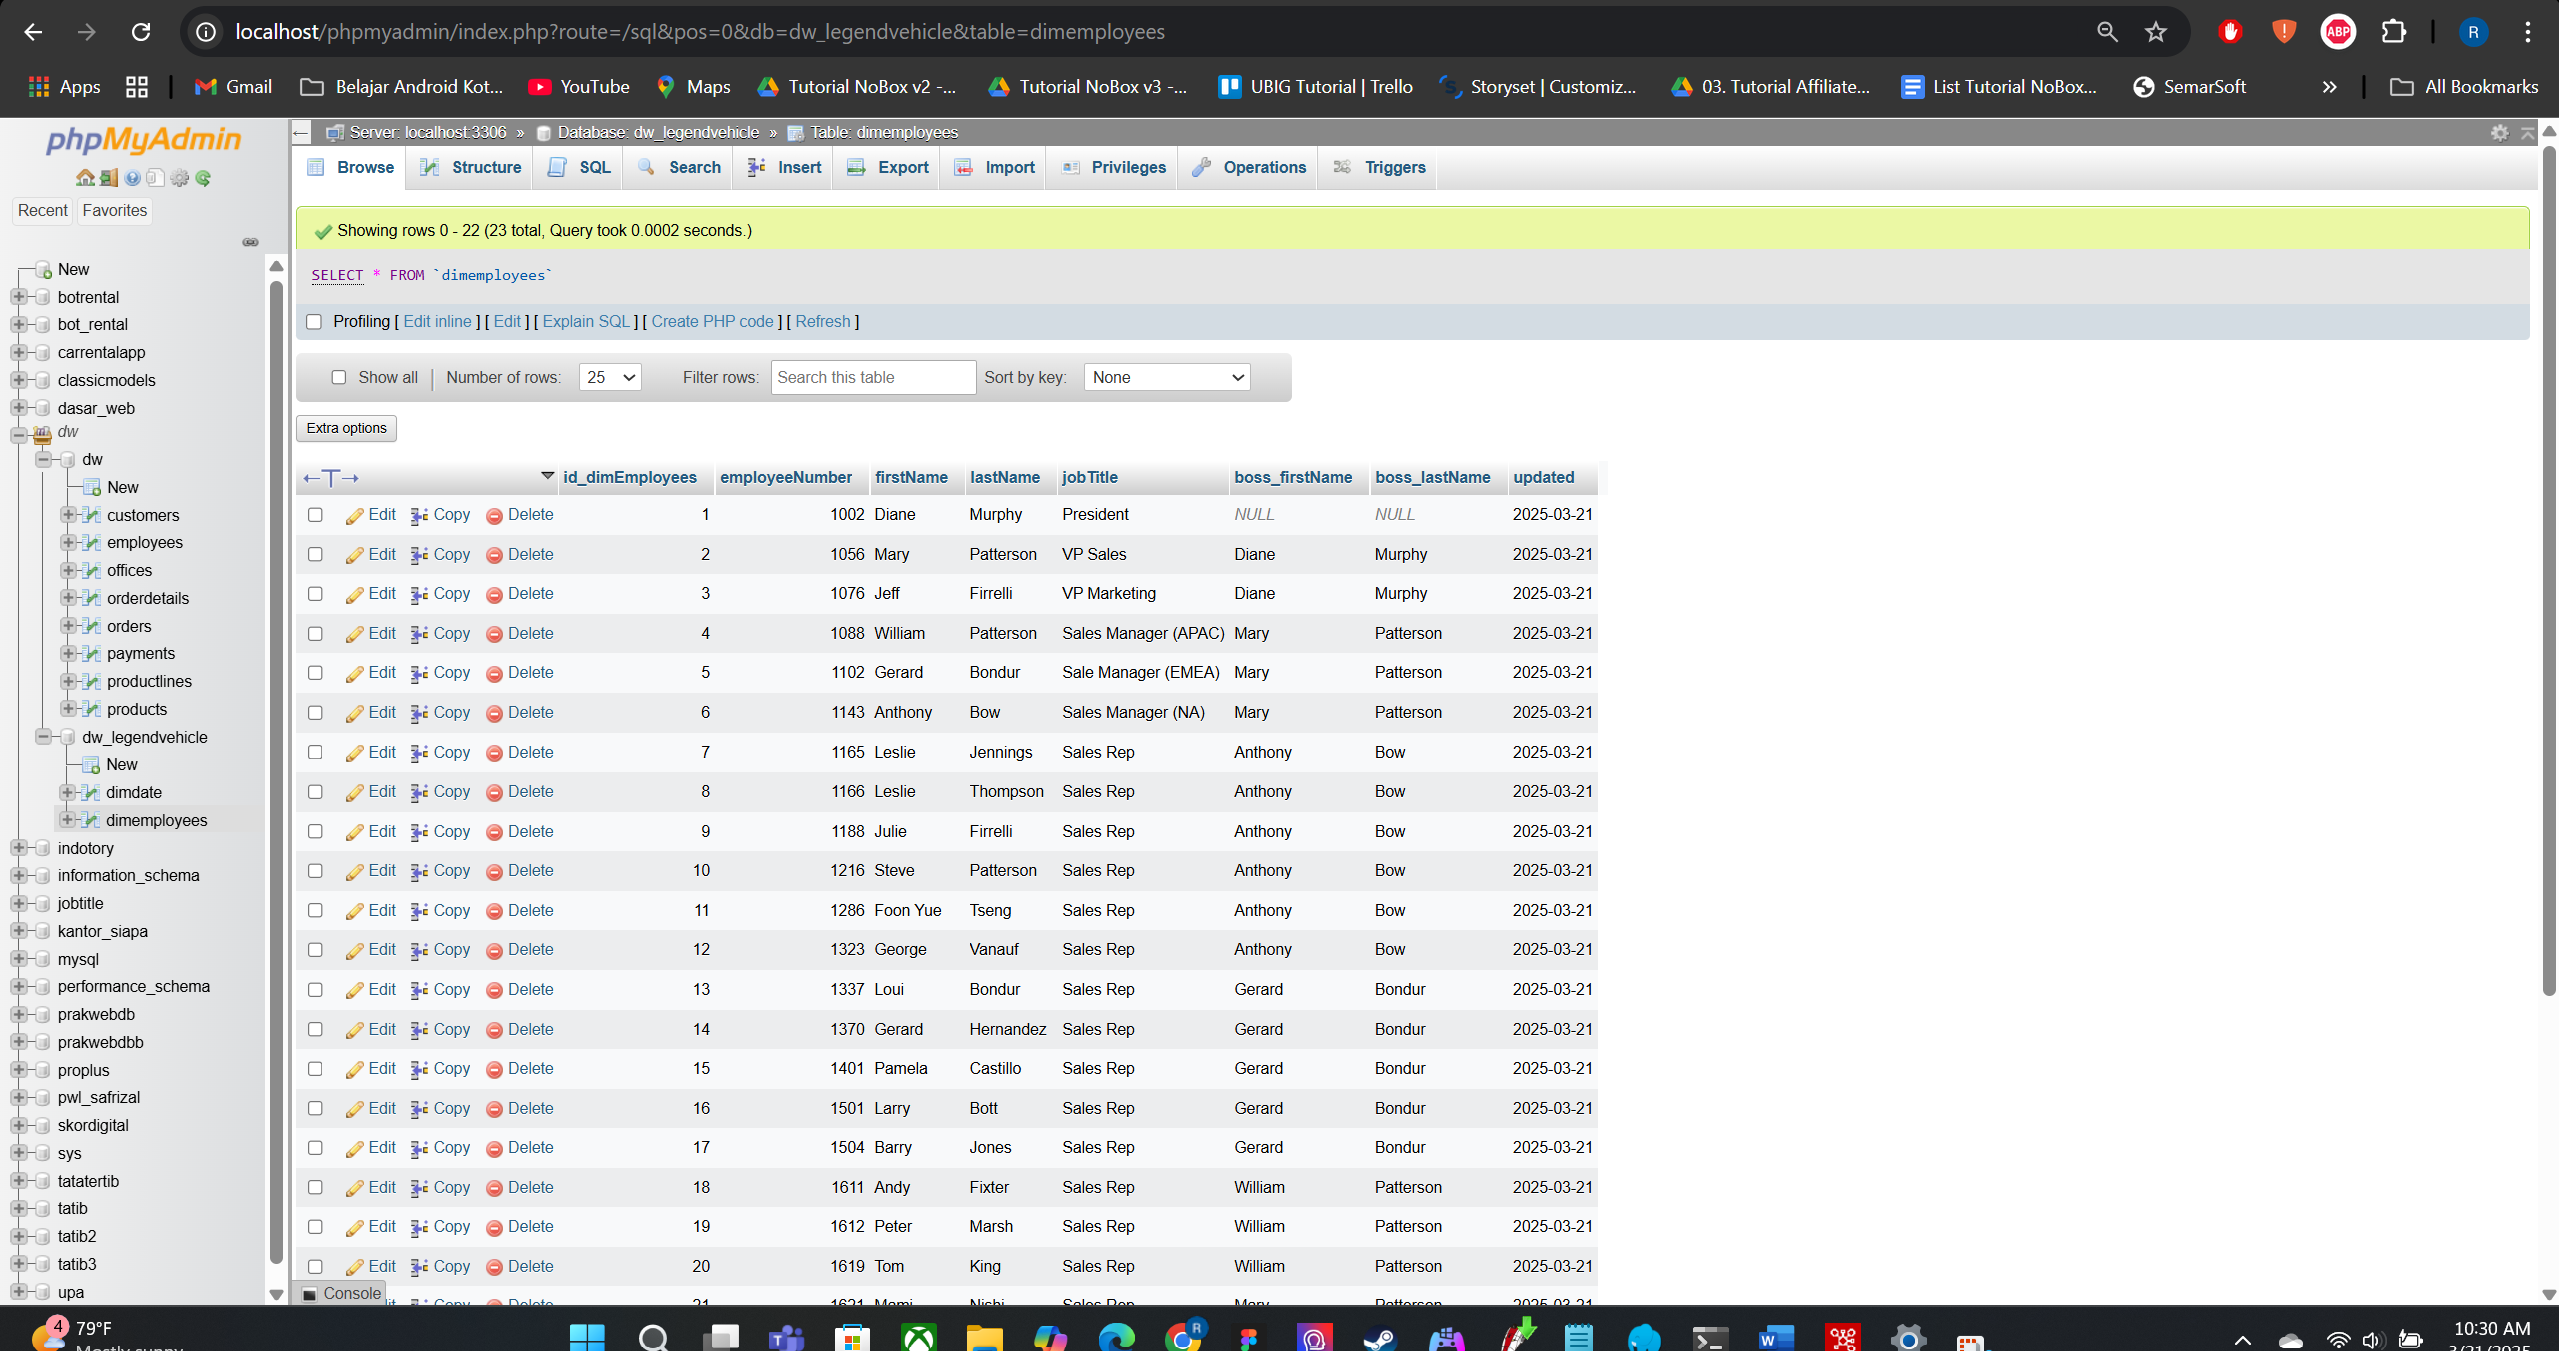 localhost/phpmyadmin/index.php?route=/sql&pos=0&db=dw_legendvehicle&table=dimemployees
ABP
R
Apps
Gmail
Belajar Android Kot...
YouTube
Maps
Tutorial NoBox v2 -...
Tutorial NoBox v3 -...
UBIG Tutorial | Trello
Storyset | Customiz...
03. Tutorial Affiliate...
List Tutorial NoBox...
SemarSoft
»
All Bookmarks
phpMyAdmin
Recent
Favorites
New
botrental
bot_rental
carrentalapp
classicmodels
dasar_web
dw
dw
New
customers
employees
offices
orderdetails
orders
payments
productlines
products
dw_legendvehicle
New
dimdate
dimemployees
indotory
information_schema
jobtitle
kantor_siapa
mysql
performance_schema
prakwebdb
prakwebdbb
proplus
pwl_safrizal
skordigital
sys
tatatertib
tatib
tatib2
tatib3
upa
Server: localhost:3306 » Database: dw_legendvehicle » Table: dimemployees
Browse Structure SQL Search Insert Export Import Privileges Operations Triggers
Showing rows 0 - 22 (23 total, Query took 0.0002 seconds.)
SELECT * FROM `dimemployees`
Profiling [ Edit inline ] [ Edit ] [ Explain SQL ] [ Create PHP code ] [ Refresh ]
Show all | Number of rows: 25 Filter rows: Search this table Sort by key: None
Extra options
←T→ id_dimEmployees employeeNumber firstName lastName jobTitle boss_firstName boss_lastName updated
Edit Copy Delete 1 1002 Diane Murphy President NULL NULL 2025-03-21
Edit Copy Delete 2 1056 Mary Patterson VP Sales Diane Murphy 2025-03-21
Edit Copy Delete 3 1076 Jeff Firrelli VP Marketing Diane Murphy 2025-03-21
Edit Copy Delete 4 1088 William Patterson Sales Manager (APAC) Mary Patterson 2025-03-21
Edit Copy Delete 5 1102 Gerard Bondur Sale Manager (EMEA) Mary Patterson 2025-03-21
Edit Copy Delete 6 1143 Anthony Bow Sales Manager (NA) Mary Patterson 2025-03-21
Edit Copy Delete 7 1165 Leslie Jennings Sales Rep Anthony Bow 2025-03-21
Edit Copy Delete 8 1166 Leslie Thompson Sales Rep Anthony Bow 2025-03-21
Edit Copy Delete 9 1188 Julie Firrelli Sales Rep Anthony Bow 2025-03-21
Edit Copy Delete 10 1216 Steve Patterson Sales Rep Anthony Bow 2025-03-21
Edit Copy Delete 11 1286 Foon Yue Tseng Sales Rep Anthony Bow 2025-03-21
Edit Copy Delete 12 1323 George Vanauf Sales Rep Anthony Bow 2025-03-21
Edit Copy Delete 13 1337 Loui Bondur Sales Rep Gerard Bondur 2025-03-21
Edit Copy Delete 14 1370 Gerard Hernandez Sales Rep Gerard Bondur 2025-03-21
Edit Copy Delete 15 1401 Pamela Castillo Sales Rep Gerard Bondur 2025-03-21
Edit Copy Delete 16 1501 Larry Bott Sales Rep Gerard Bondur 2025-03-21
Edit Copy Delete 17 1504 Barry Jones Sales Rep Gerard Bondur 2025-03-21
Edit Copy Delete 18 1611 Andy Fixter Sales Rep William Patterson 2025-03-21
Edit Copy Delete 19 1612 Peter Marsh Sales Rep William Patterson 2025-03-21
Edit Copy Delete 20 1619 Tom King Sales Rep William Patterson 2025-03-21
Copy Delete 21 1621 Mami Nishi Sales Rep Mary Patterson 2025-03-21
Console
4
79°F
Mostly sunny
10:30 AM
3/21/2025